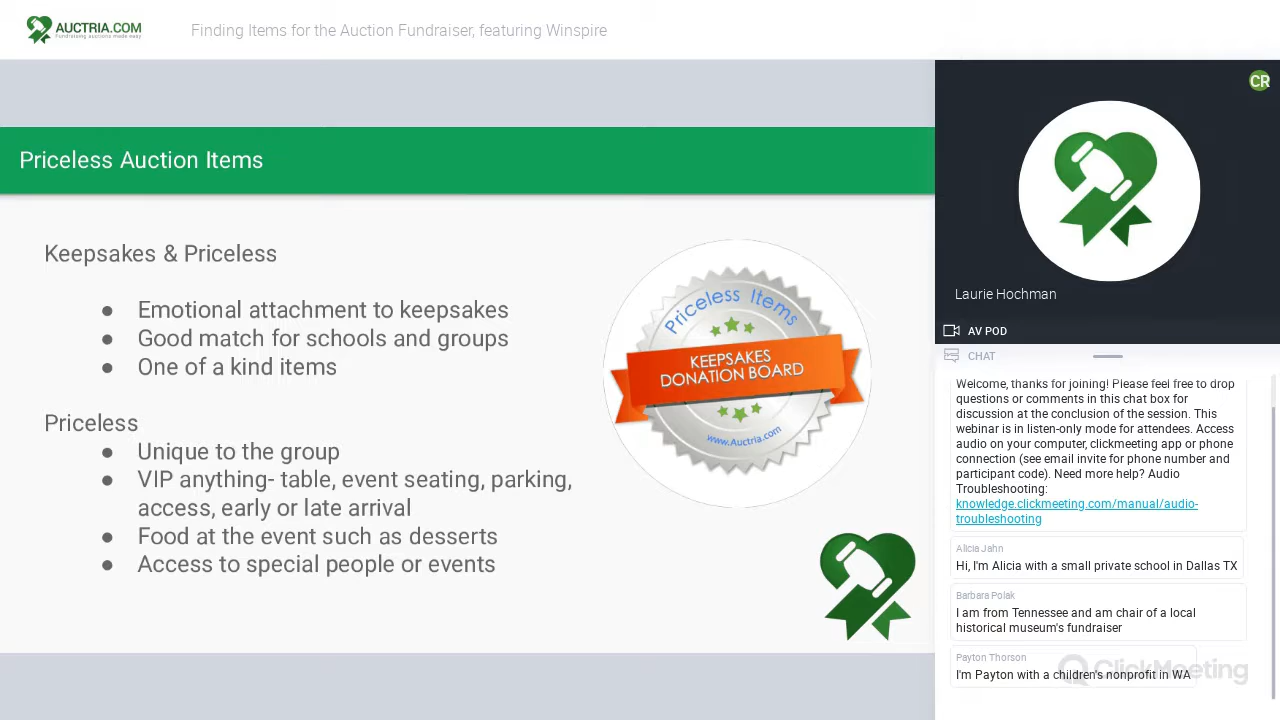 AUCTRIA.COM
Fundraising auctions made easy
Finding Items for the Auction Fundraiser, featuring Winspire
Priceless Auction Items
Keepsakes & Priceless
● Emotional attachment to keepsakes
● Good match for schools and groups
● One of a kind items
Priceless
● Unique to the group
● VIP anything- table, event seating, parking,
access, early or late arrival
● Food at the event such as desserts
● Access to special people or events
Priceless Items
KEEPSAKES
DONATION BOARD
www.Auctria.com
CR
Laurie Hochman
AV POD
CHAT
Welcome, thanks for joining! Please feel free to drop
questions or comments in this chat box for
discussion at the conclusion of the session. This
webinar is in listen-only mode for attendees. Access
audio on your computer, clickmeeting app or phone
connection (see email invite for phone number and
participant code). Need more help? Audio
Troubleshooting:
knowledge.clickmeeting.com/manual/audio-
troubleshooting
Alicia Jahn
Hi, I'm Alicia with a small private school in Dallas TX
Barbara Polak
I am from Tennessee and am chair of a local
historical museum's fundraiser
Payton Thorson
I'm Payton with a children's nonprofit in WA
ClickMeeting